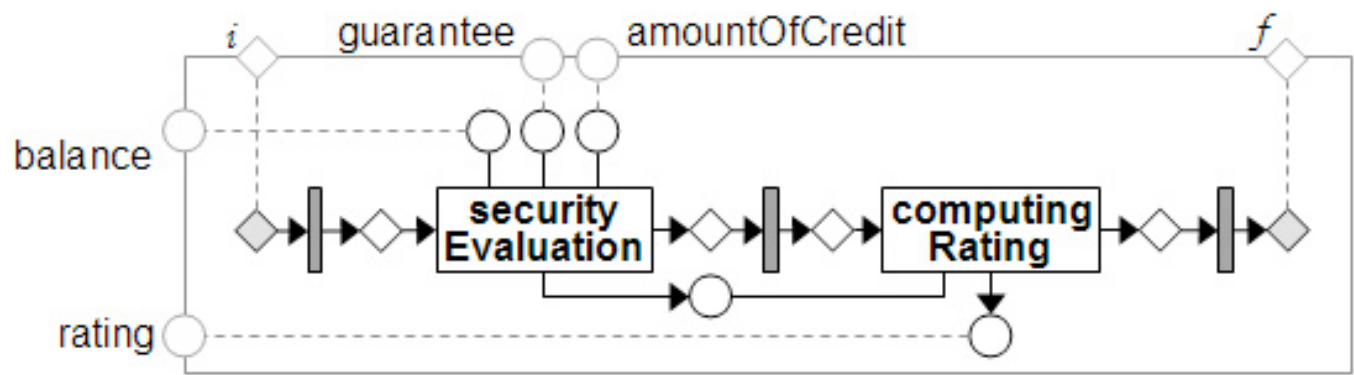 i
guarantee
amountOfCredit
f
balance
security
Evaluation
computing
Rating
rating